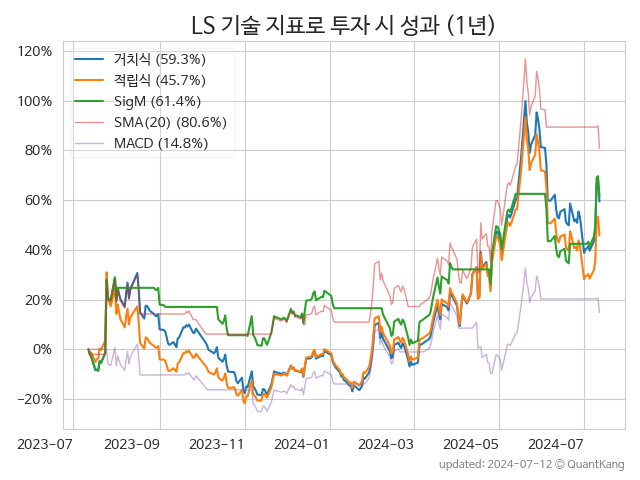 LS 기술 지표로 투자 시 성과 (1년)
120%
100%
80%
60%
40%
20%
0%
−20%
거치식 (59.3%)
적립식 (45.7%)
SigM (61.4%)
SMA(20) (80.6%)
MACD (14.8%)
2023-07 2023-09 2023-11 2024-01 2024-03 2024-05 2024-07
updated: 2024-07-12 © QuantKang